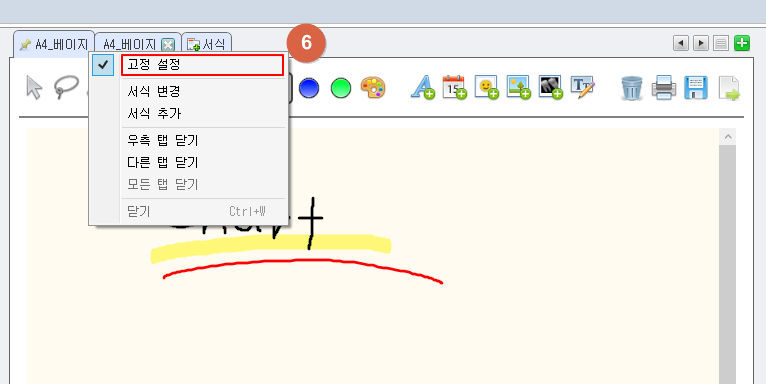 A4_베이지 A4_베이지 서식 6
고정 설정
서식 변경
서식 추가
우측 탭 닫기
다른 탭 닫기
모든 탭 닫기
닫기 Ctrl+W
15